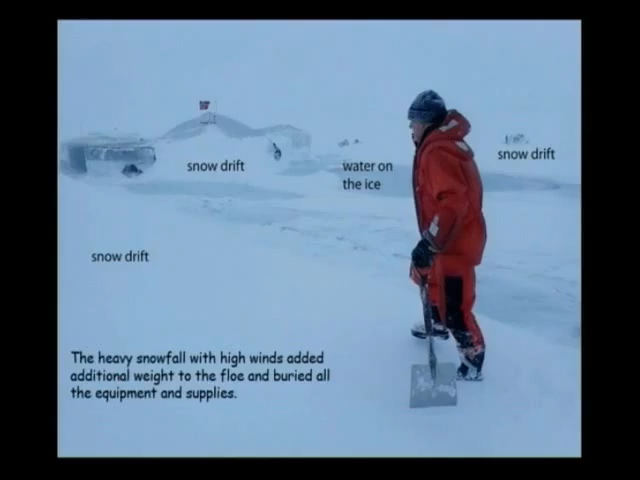 snow drift
water on
the ice
snow drift
snow drift
The heavy snowfall with high winds added
additional weight to the floe and buried all
the equipment and supplies.